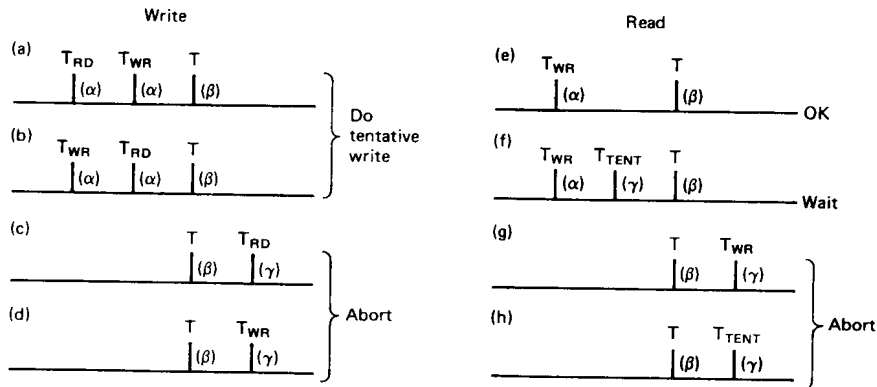 Write
(a)
T_RD T_WR T
(α) (α) (β)
(b)
T_WR T_RD T
(α) (α) (β)
Do
tentative
write
(c)
T T_RD
(β) (γ)
(d)
T T_WR
(β) (γ)
Abort
Read
(e)
T_WR T
(α) (β)
OK
(f)
T_WR T_TENT T
(α) (γ) (β)
Wait
(g)
T T_WR
(β) (γ)
(h)
T T_TENT
(β) (γ)
Abort